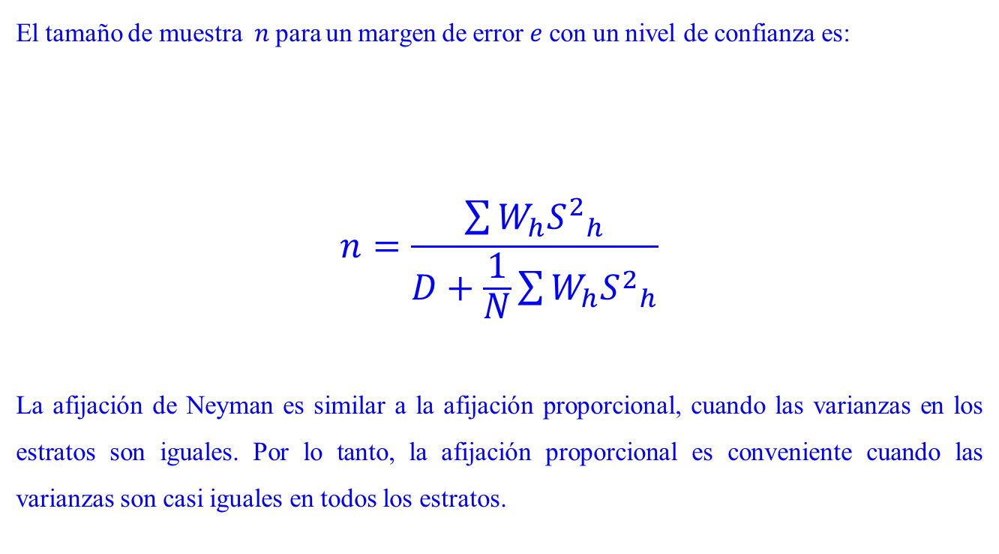 El tamaño de muestra n para un margen de error e con un nivel de confianza es:
n = \frac{\sum W_h S^2{}_h}{D + \frac{1}{N} \sum W_h S^2{}_h}
La afijación de Neyman es similar a la afijación proporcional, cuando las varianzas en los
estratos son iguales. Por lo tanto, la afijación proporcional es conveniente cuando las
varianzas son casi iguales en todos los estratos.